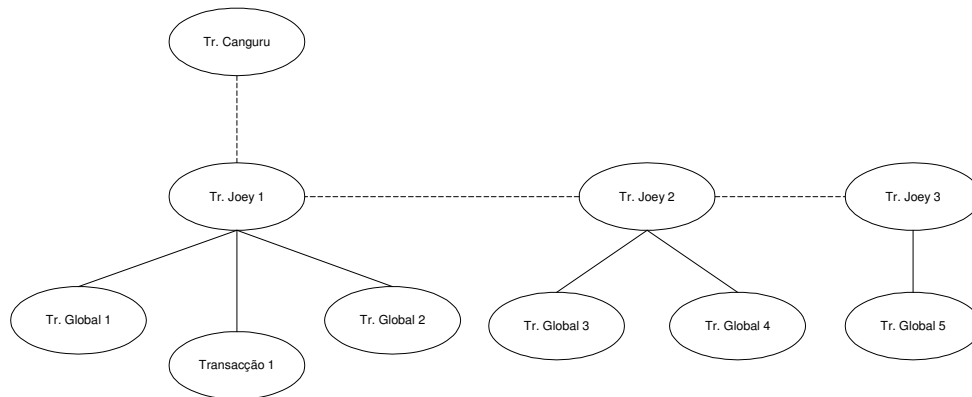 Tr. Canguru
Tr. Joey 1
Tr. Joey 2
Tr. Joey 3
Tr. Global 1
Tr. Global 2
Tr. Global 3
Tr. Global 4
Tr. Global 5
Transacção 1